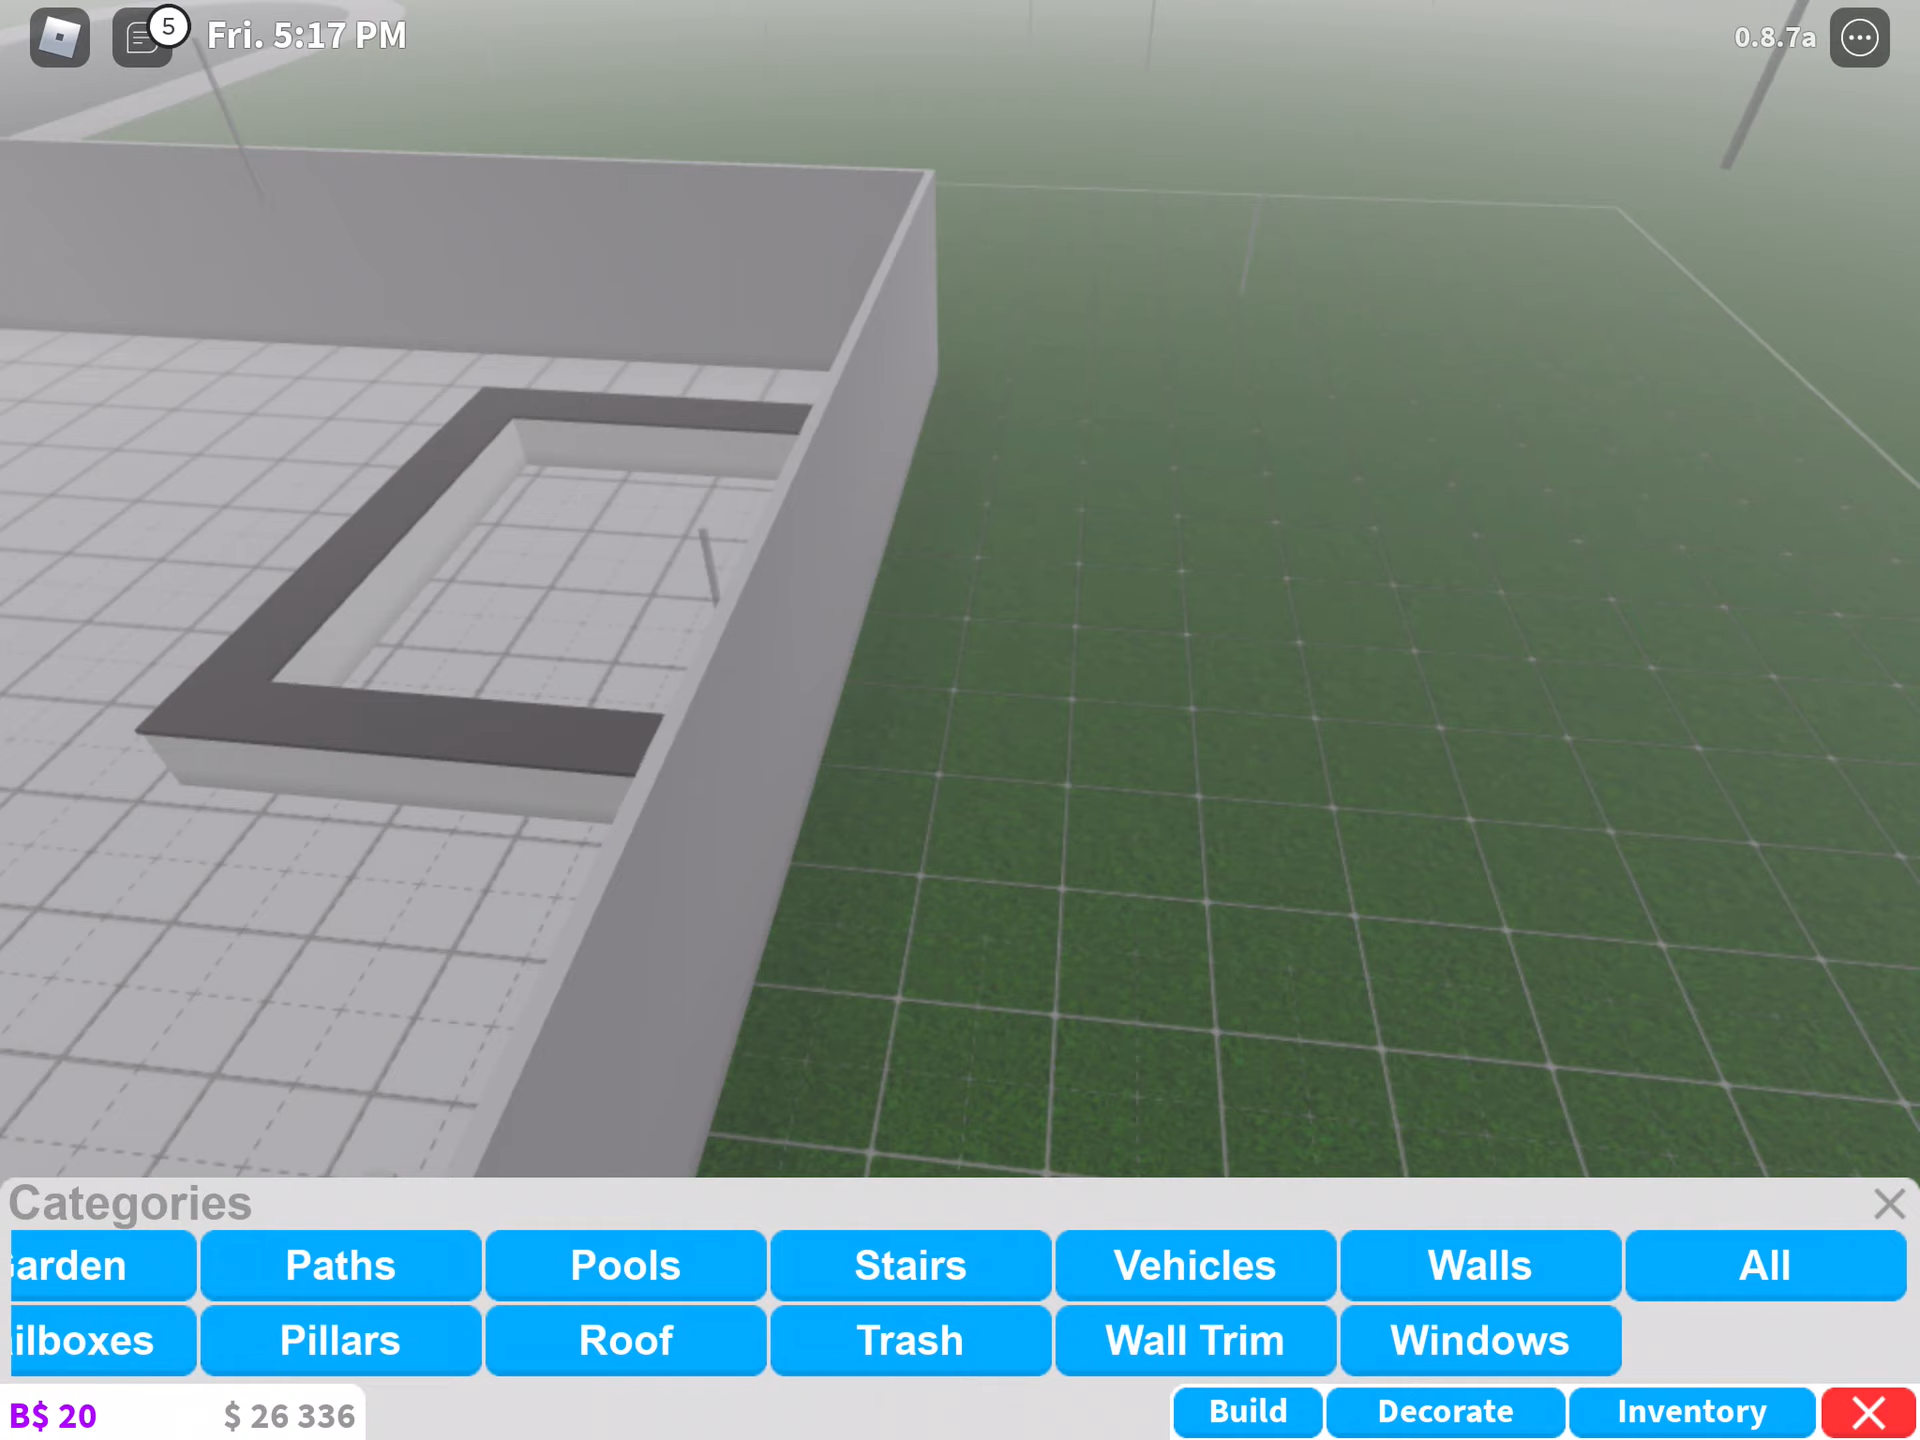 5
Fri. 5:17 PM
0.8.7a
Categories
arden
Paths
Pools
Stairs
Vehicles
Walls
All
ilboxes
Pillars
Roof
Trash
Wall Trim
Windows
B$ 20
$ 26 336
Build
Decorate
Inventory